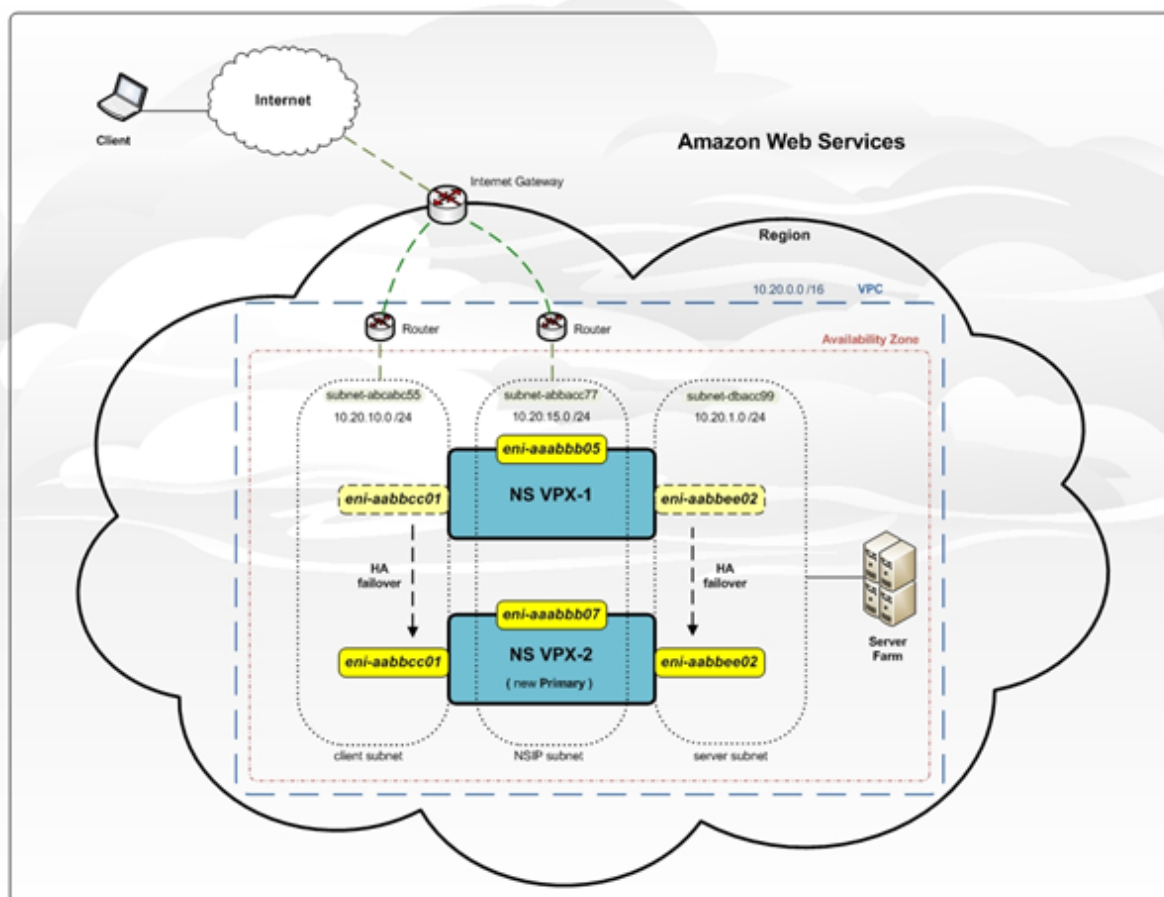 Internet
Client
Amazon Web Services
Internet Gateway
Region
10.20.0.0 /16 VPC
Router
Router
Availability Zone
subnet-abcabc55
10.20.10.0 /24
subnet-abbacc77
10.20.15.0 /24
subnet-dbacc99
10.20.1.0 /24
eni-aaabbb05
eni-aabbcc01
NS VPX-1
eni-aabbee02
HA
failover
HA
failover
eni-aaabbb07
eni-aabbcc01
NS VPX-2
( new Primary )
eni-aabbee02
Server
Farm
client subnet
NSIP subnet
server subnet